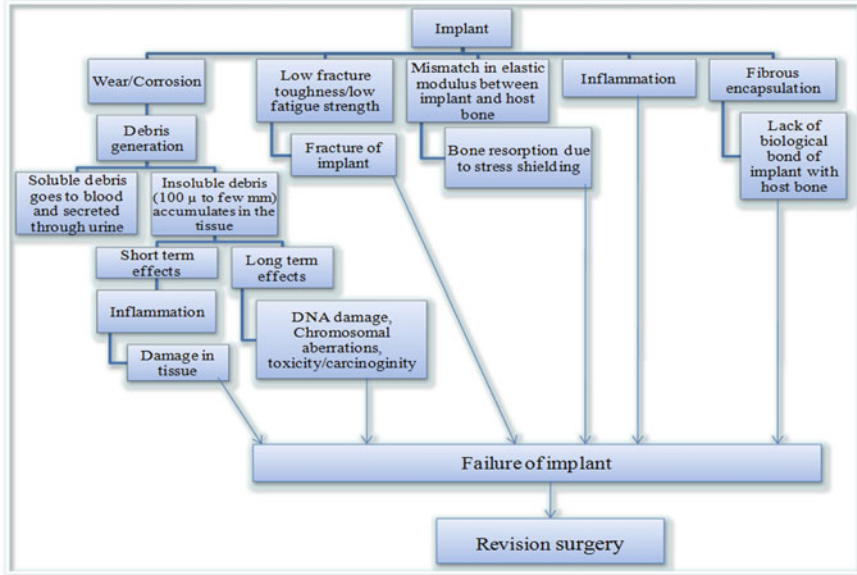 Implant
Wear/Corrosion
Low fracture
toughness/low
fatigue strength
Mismatch in elastic
modulus between
implant and host
bone
Inflammation
Fibrous
encapsulation
Debris
generation
Fracture of
implant
Bone resorption due
to stress shielding
Lack of
biological
bond of
implant with
host bone
Soluble debris
goes to blood
and secreted
through urine
Insoluble debris
(100 µ to few mm)
accumulates in the
tissue
Short term
effects
Long term
effects
Inflammation
DNA damage,
Chromosomal
aberrations,
toxicity/carcinoginity
Damage in
tissue
Failure of implant
Revision surgery